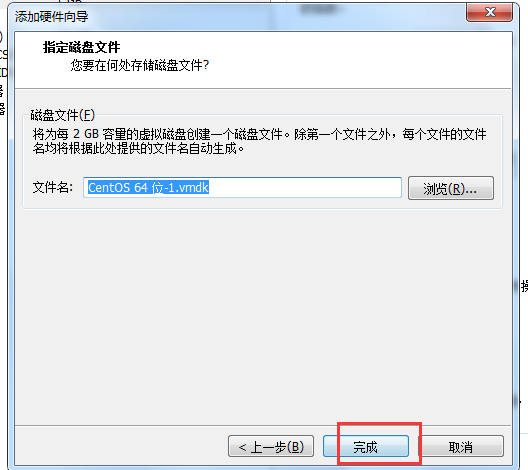 添加硬件向导
指定磁盘文件
您要在何处存储磁盘文件?
磁盘文件(F)
将为每 2 GB 容量的虚拟磁盘创建一个磁盘文件。除第一个文件之外，每个文件的文件
名均将根据此处提供的文件名自动生成。
文件名: CentOS 64 位-1.vmdk 浏览(R)...
< 上一步(B) 完成 取消